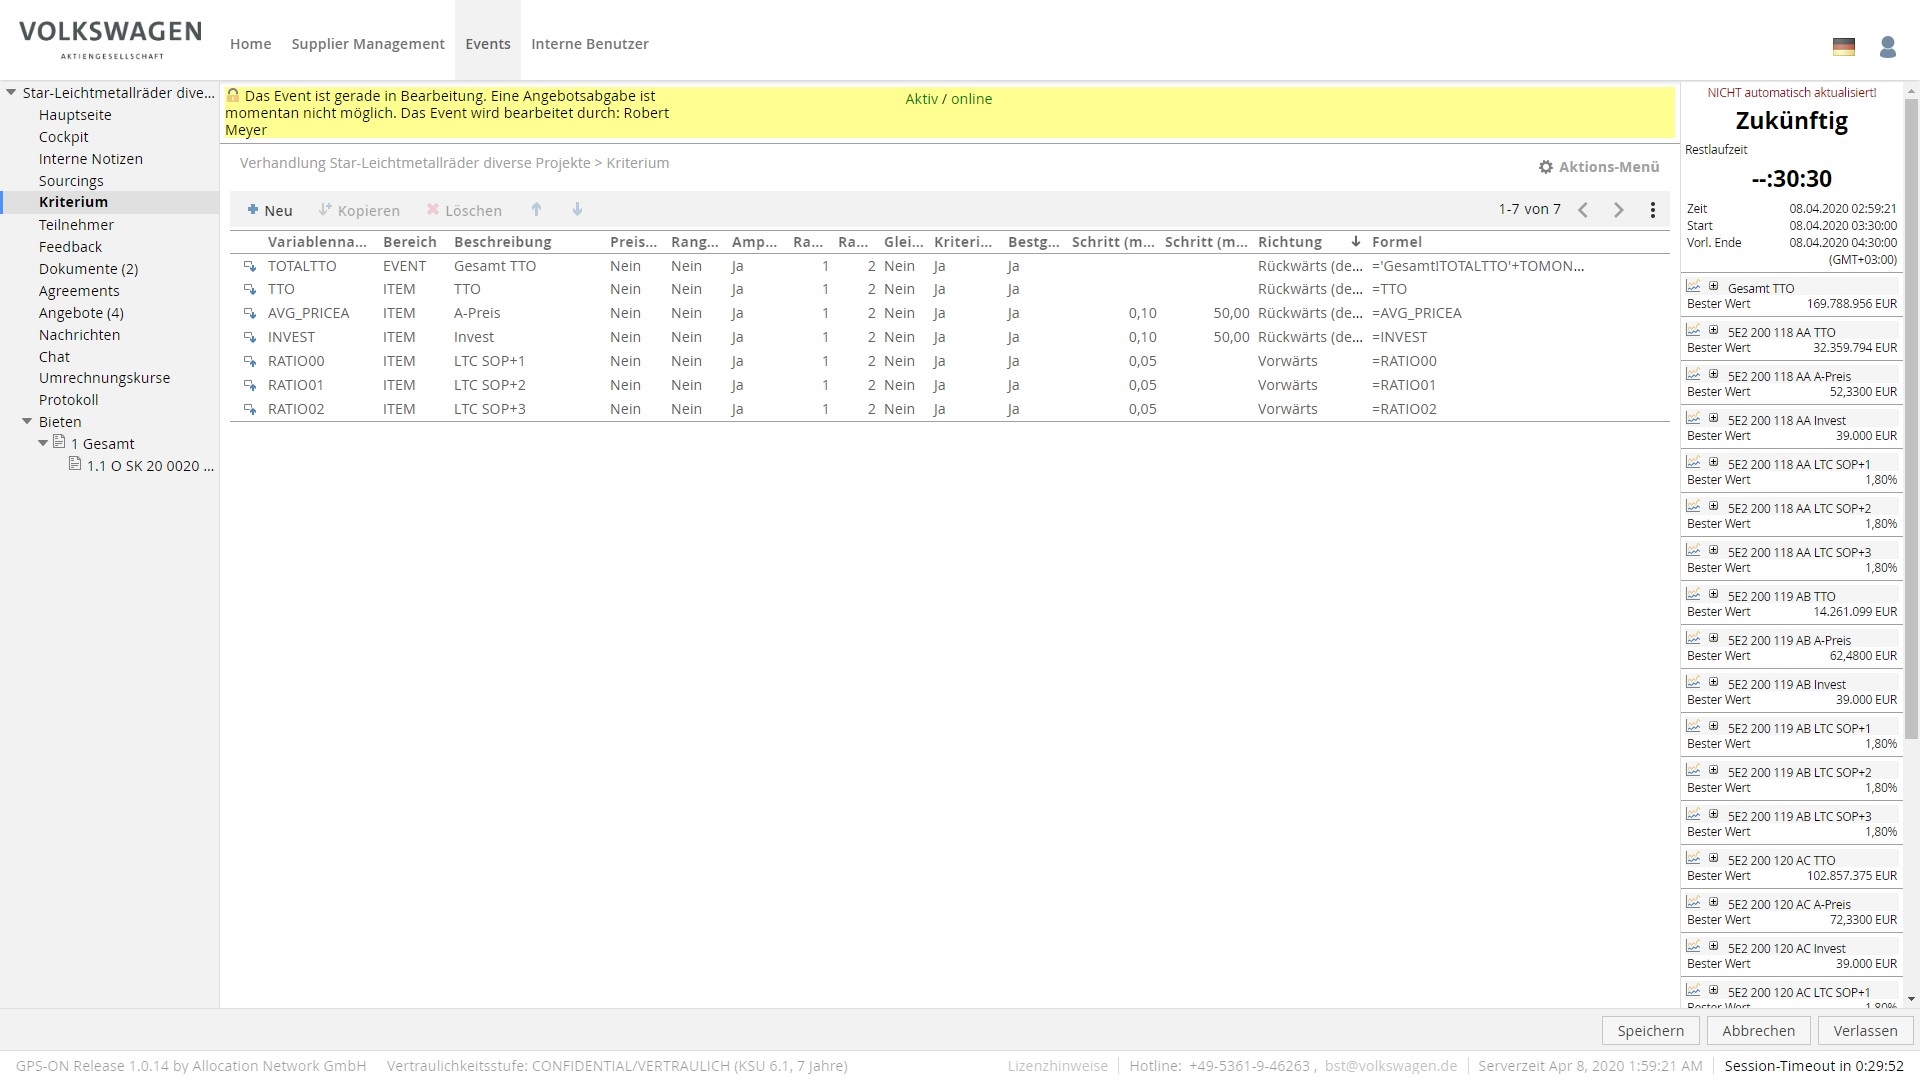 VOLKSWAGEN
AKTIENGESELLSCHAFT
Home Supplier Management Events Interne Benutzer
Star-Leichtmetallräder dive...
Hauptseite
Cockpit
Interne Notizen
Sourcings
Kriterium
Teilnehmer
Feedback
Dokumente (2)
Agreements
Angebote (4)
Nachrichten
Chat
Umrechnungskurse
Protokoll
Bieten
1 Gesamt
1.1 O SK 20 0020 ...
Das Event ist gerade in Bearbeitung. Eine Angebotsabgabe ist
momentan nicht möglich. Das Event wird bearbeitet durch: Robert
Meyer
Aktiv / online
Verhandlung Star-Leichtmetallräder diverse Projekte > Kriterium
Aktions-Menü
Neu Kopieren Löschen 1-7 von 7
Variablenna... Bereich Beschreibung Preis... Rang... Amp... Ra... Ra... Glei... Kriteri... Bestg... Schritt (m... Schritt (m... Richtung Formel
TOTALTTO EVENT Gesamt TTO Nein Nein Ja 1 2 Nein Ja Ja Rückwärts (de... ='Gesamt!TOTALTTO'+TOMON...
TTO ITEM TTO Nein Nein Ja 1 2 Nein Ja Ja Rückwärts (de... =TTO
AVG_PRICEA ITEM A-Preis Nein Nein Ja 1 2 Nein Ja Ja 0,10 50,00 Rückwärts (de... =AVG_PRICEA
INVEST ITEM Invest Nein Nein Ja 1 2 Nein Ja Ja 0,10 50,00 Rückwärts (de... =INVEST
RATIO00 ITEM LTC SOP+1 Nein Nein Ja 1 2 Nein Ja Ja 0,05 Vorwärts =RATIO00
RATIO01 ITEM LTC SOP+2 Nein Nein Ja 1 2 Nein Ja Ja 0,05 Vorwärts =RATIO01
RATIO02 ITEM LTC SOP+3 Nein Nein Ja 1 2 Nein Ja Ja 0,05 Vorwärts =RATIO02
NICHT automatisch aktualisiert!
Zukünftig
Restlaufzeit
--:30:30
Zeit 08.04.2020 02:59:21
Start 08.04.2020 03:30:00
Vorl. Ende 08.04.2020 04:30:00
(GMT+03:00)
Gesamt TTO
Bester Wert 169.788.956 EUR
5E2 200 118 AA TTO
Bester Wert 32.359.794 EUR
5E2 200 118 AA A-Preis
Bester Wert 52,3300 EUR
5E2 200 118 AA Invest
Bester Wert 39.000 EUR
5E2 200 118 AA LTC SOP+1
Bester Wert 1,80%
5E2 200 118 AA LTC SOP+2
Bester Wert 1,80%
5E2 200 118 AA LTC SOP+3
Bester Wert 1,80%
5E2 200 119 AB TTO
Bester Wert 14.261.099 EUR
5E2 200 119 AB A-Preis
Bester Wert 62,4800 EUR
5E2 200 119 AB Invest
Bester Wert 39.000 EUR
5E2 200 119 AB LTC SOP+1
Bester Wert 1,80%
5E2 200 119 AB LTC SOP+2
Bester Wert 1,80%
5E2 200 119 AB LTC SOP+3
Bester Wert 1,80%
5E2 200 120 AC TTO
Bester Wert 102.857.375 EUR
5E2 200 120 AC A-Preis
Bester Wert 72,3300 EUR
5E2 200 120 AC Invest
Bester Wert 39.000 EUR
5E2 200 120 AC LTC SOP+1
Bester Wert 1,80%
Speichern Abbrechen Verlassen
GPS-ON Release 1.0.14 by Allocation Network GmbH Vertraulichkeitsstufe: CONFIDENTIAL/VERTRAULICH (KSU 6.1, 7 Jahre) Lizenzhinweise Hotline: +49-5361-9-46263 , bst@volkswagen.de Serverzeit Apr 8, 2020 1:59:21 AM Session-Timeout in 0:29:52